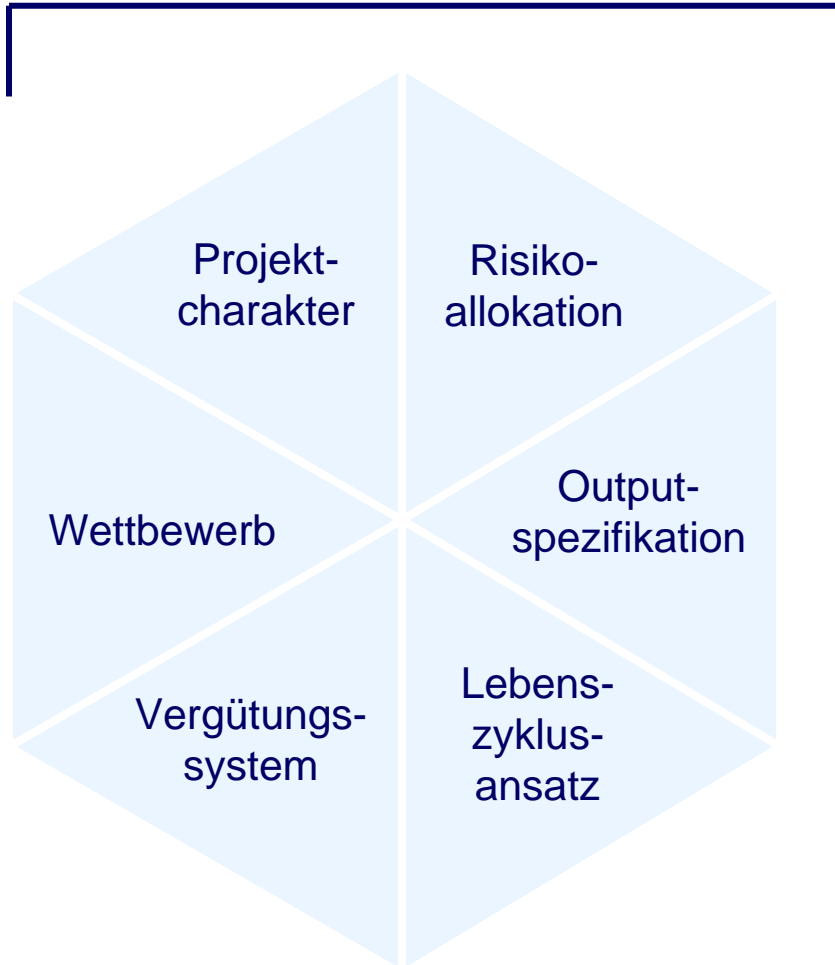 Projekt-
charakter
Risiko-
allokation
Wettbewerb
Output-
spezifikation
Vergütungs-
system
Lebens-
zyklus-
ansatz